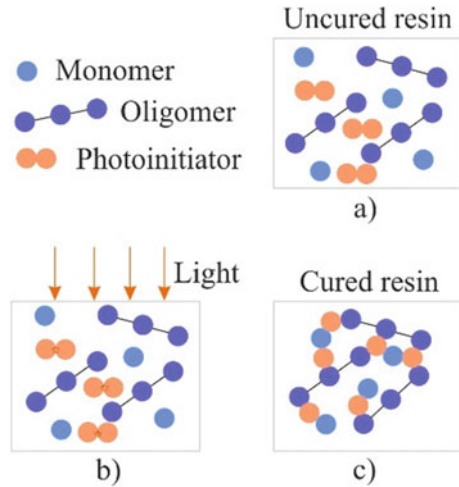 Uncured resin
Monomer
Oligomer
Photoinitiator
a)
Light
Cured resin
b)
c)